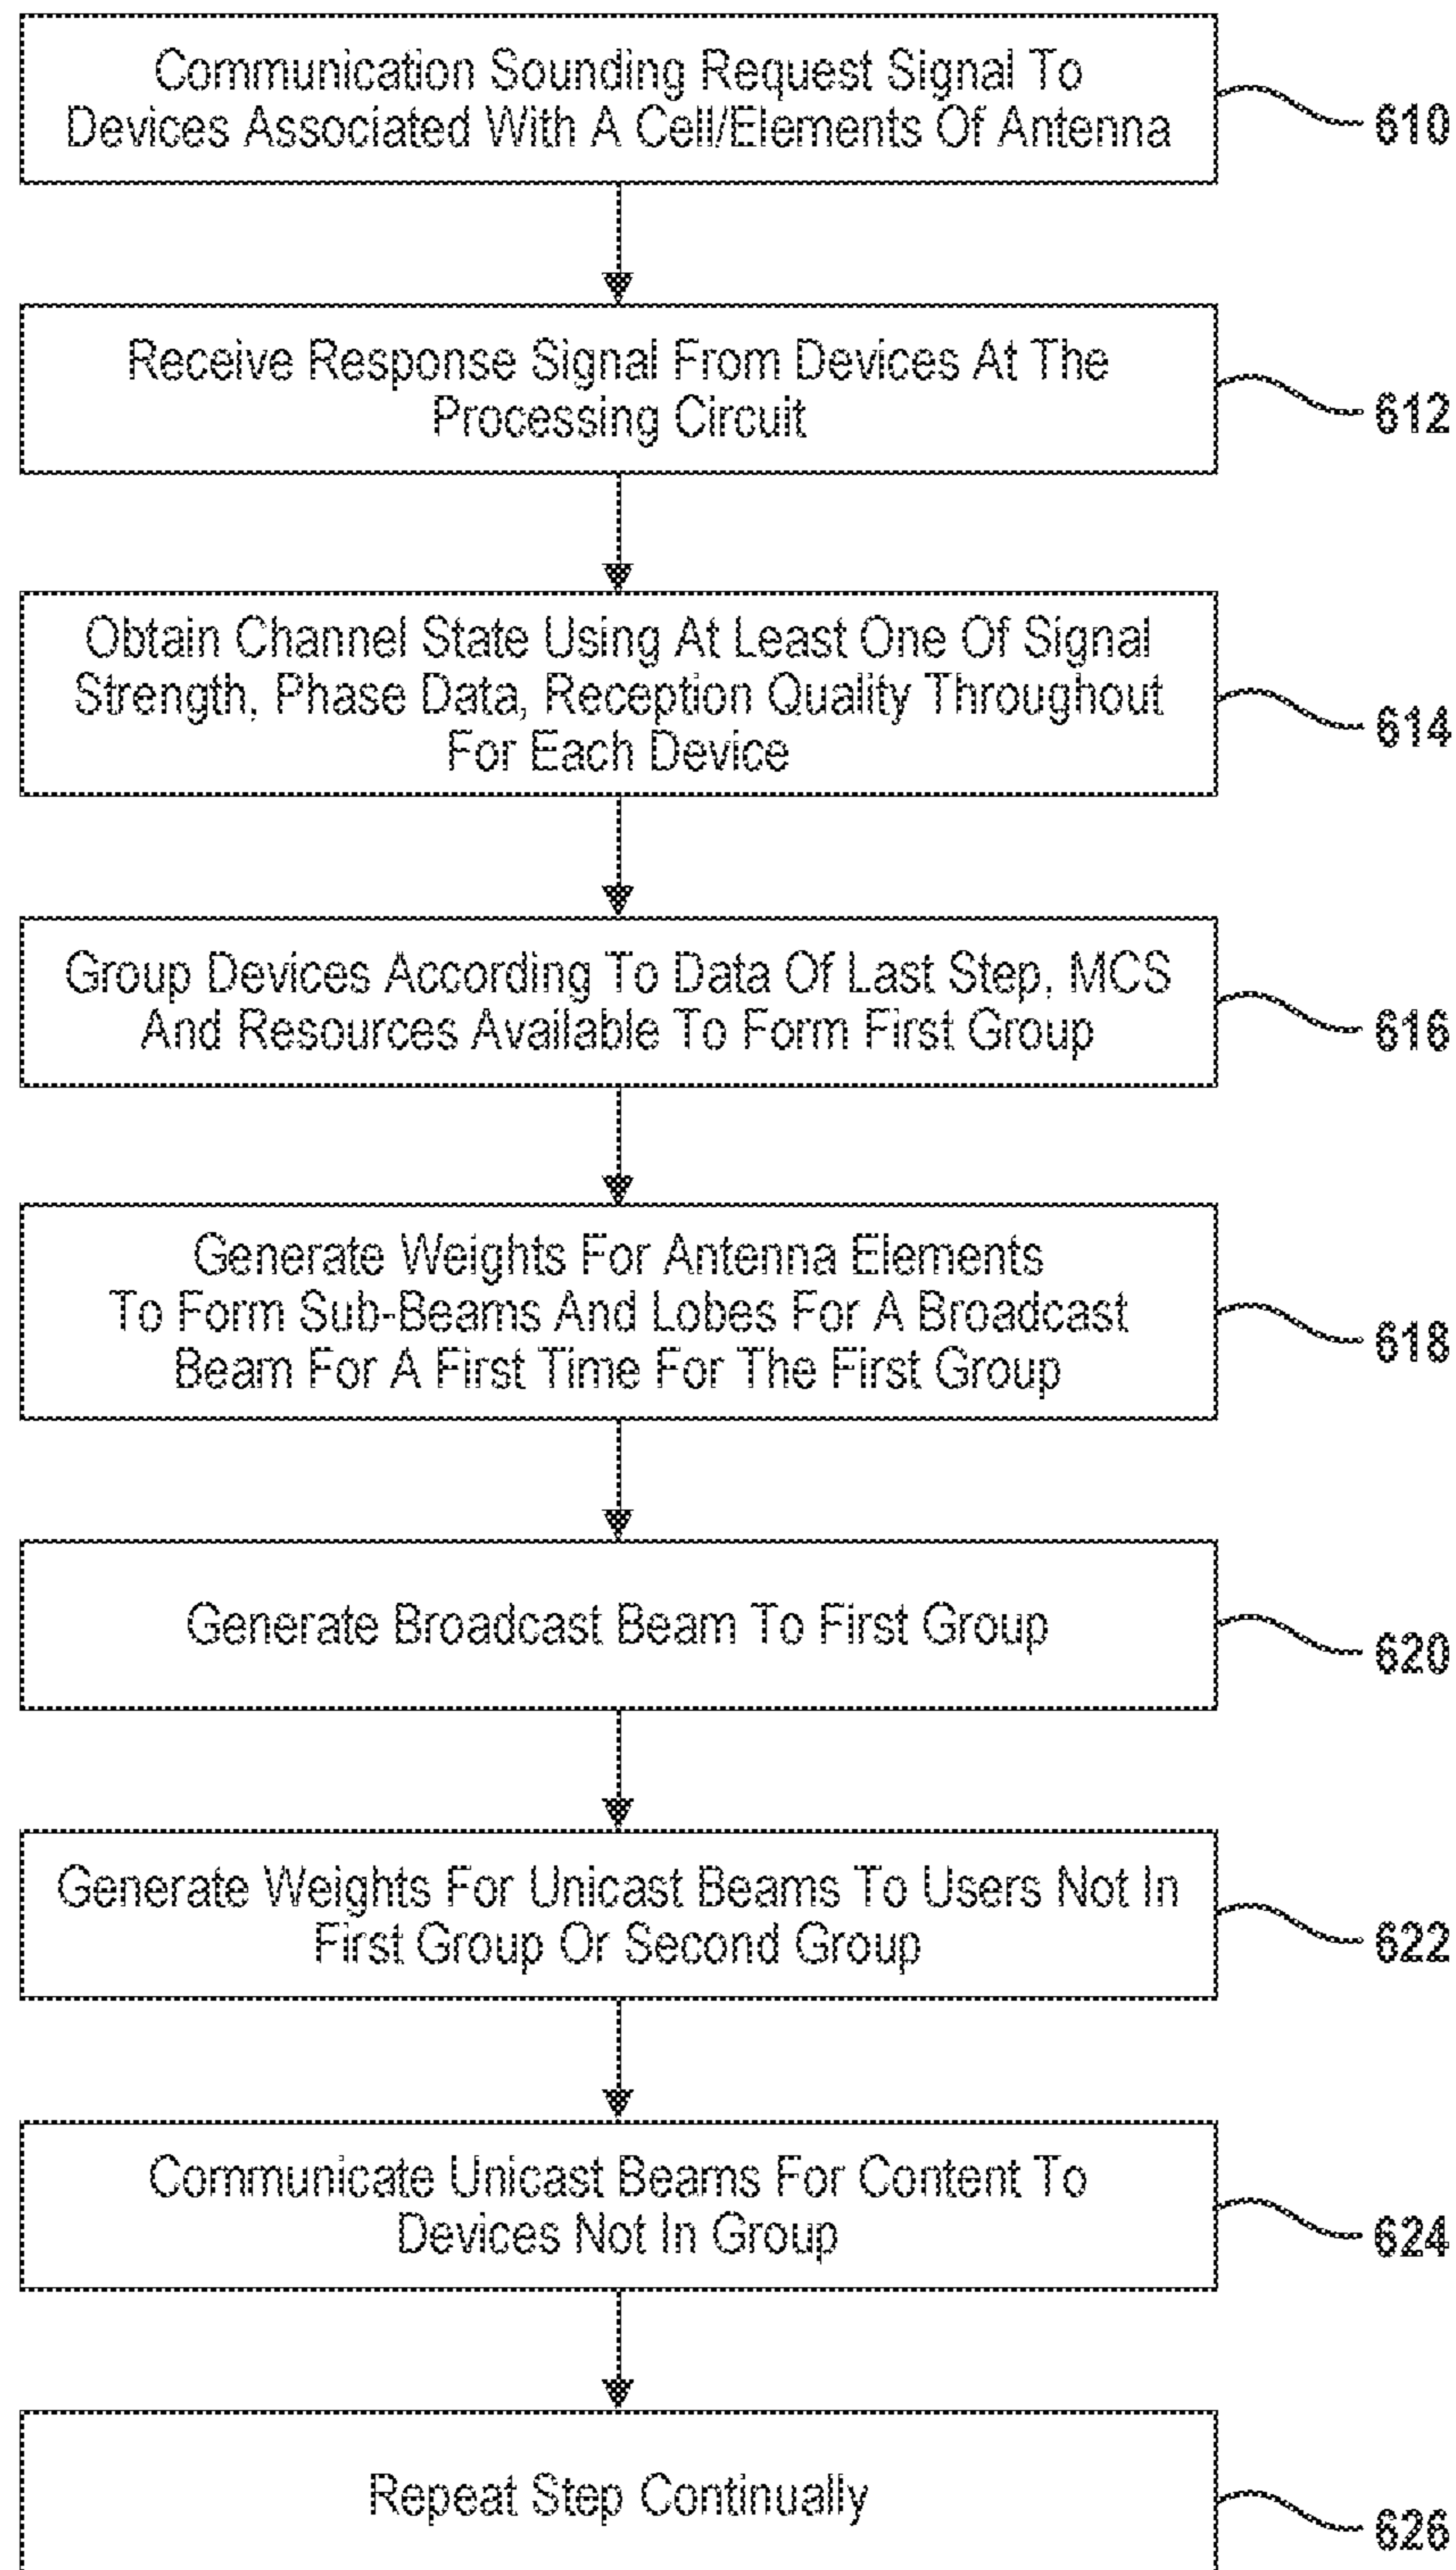 Communication Sounding Request Signal To
Devices Associated With A Cell/Elements Of Antenna
610
Receive Response Signal From Devices At The
Processing Circuit
612
Obtain Channel State Using At Least One Of Signal
Strength, Phase Data, Reception Quality Throughout
For Each Device
614
Group Devices According To Data Of Last Step, MCS
And Resources Available To Form First Group
616
Generate Weights For Antenna Elements
To Form Sub-Beams And Lobes For A Broadcast
Beam For A First Time For The First Group
618
Generate Broadcast Beam To First Group
620
Generate Weights For Unicast Beams To Users Not In
First Group Or Second Group
622
Communicate Unicast Beams For Content To
Devices Not In Group
624
Repeat Step Continually
626